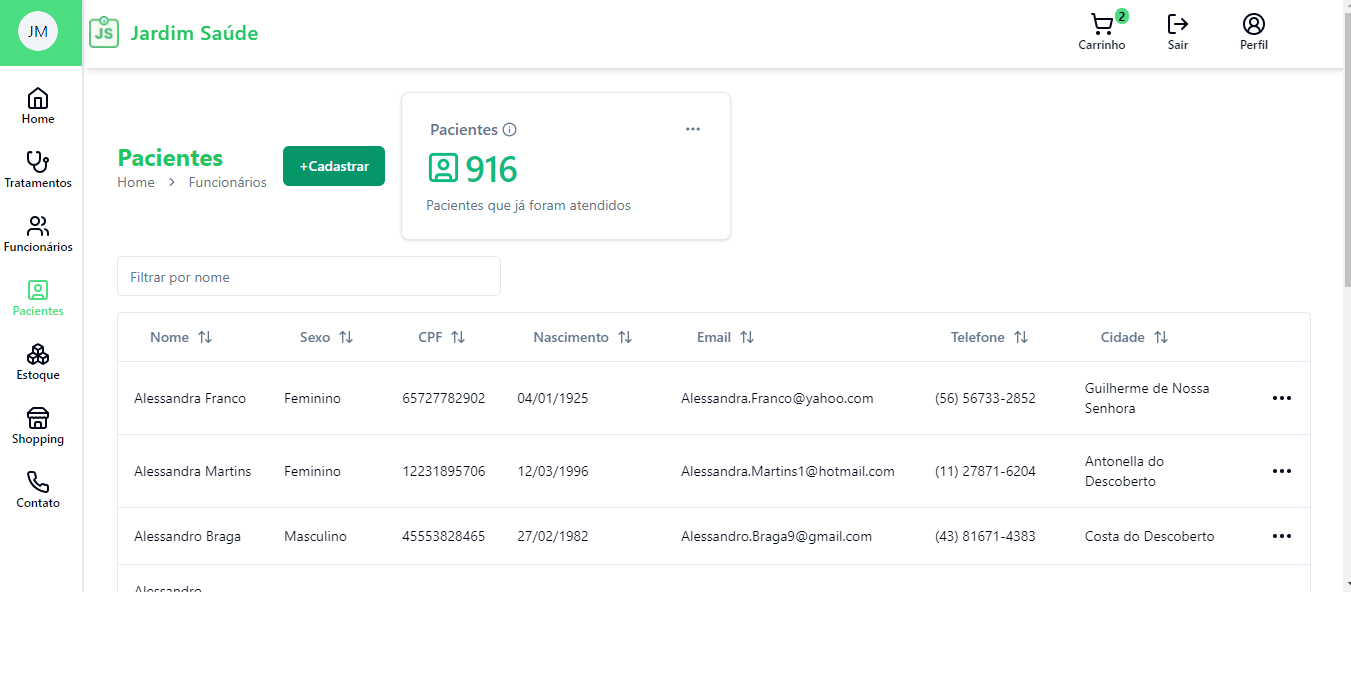 JM
JS
Jardim Saúde
2
Carrinho
Sair
Perfil
Home
Tratamentos
Funcionários
Pacientes
Estoque
Shopping
Contato
Pacientes
Home > Funcionários
+Cadastrar
Pacientes
916
Pacientes que já foram atendidos
Filtrar por nome
Nome Sexo CPF Nascimento Email Telefone Cidade
Alessandra Franco Feminino 65727782902 04/01/1925 Alessandra.Franco@yahoo.com (56) 56733-2852 Guilherme de Nossa
Senhora
Alessandra Martins Feminino 12231895706 12/03/1996 Alessandra.Martins1@hotmail.com (11) 27871-6204 Antonella do
Descoberto
Alessandro Braga Masculino 45553828465 27/02/1982 Alessandro.Braga9@gmail.com (43) 81671-4383 Costa do Descoberto
Alessandro